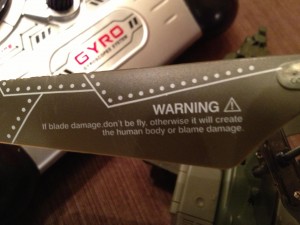 GYRO
WARNING
If blade damage,don't be fly, otherwise it will create
the human body or blame damage.